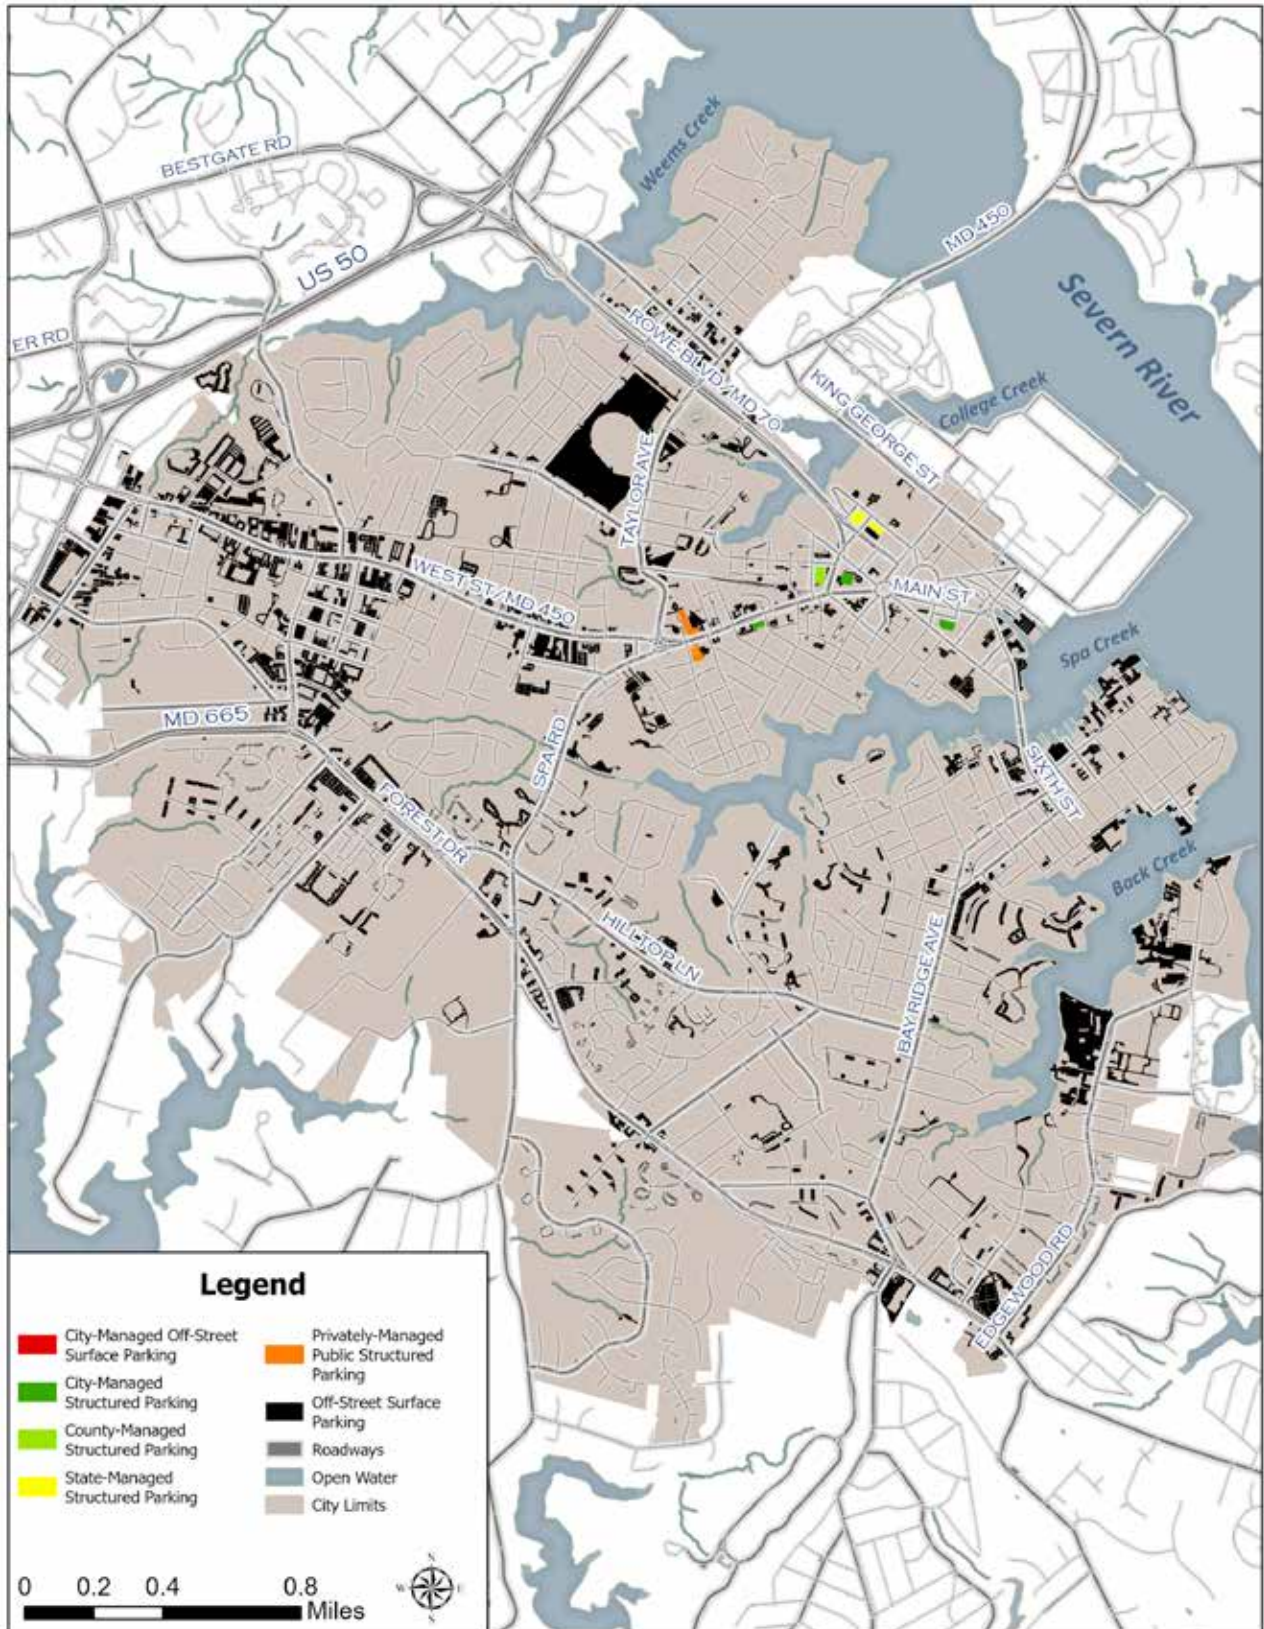 Weems Creek
BESTGATE RD
MD 450
US 50
Severn River
ER RD
ROWE BLVD/MD 70
KING GEORGE ST
College Creek
TAYLOR AVE
WEST ST/MD 450
MAIN ST
Spa Creek
MD 665
SPA RD
SIXTH ST
FOREST DR
Back Creek
HILLTOP LN
BAY RIDGE AVE
EDGEWOOD RD
Legend
City-Managed Off-Street
Surface Parking
City-Managed
Structured Parking
County-Managed
Structured Parking
State-Managed
Structured Parking
Privately-Managed
Public Structured
Parking
Off-Street Surface
Parking
Roadways
Open Water
City Limits
0 0.2 0.4 0.8
Miles